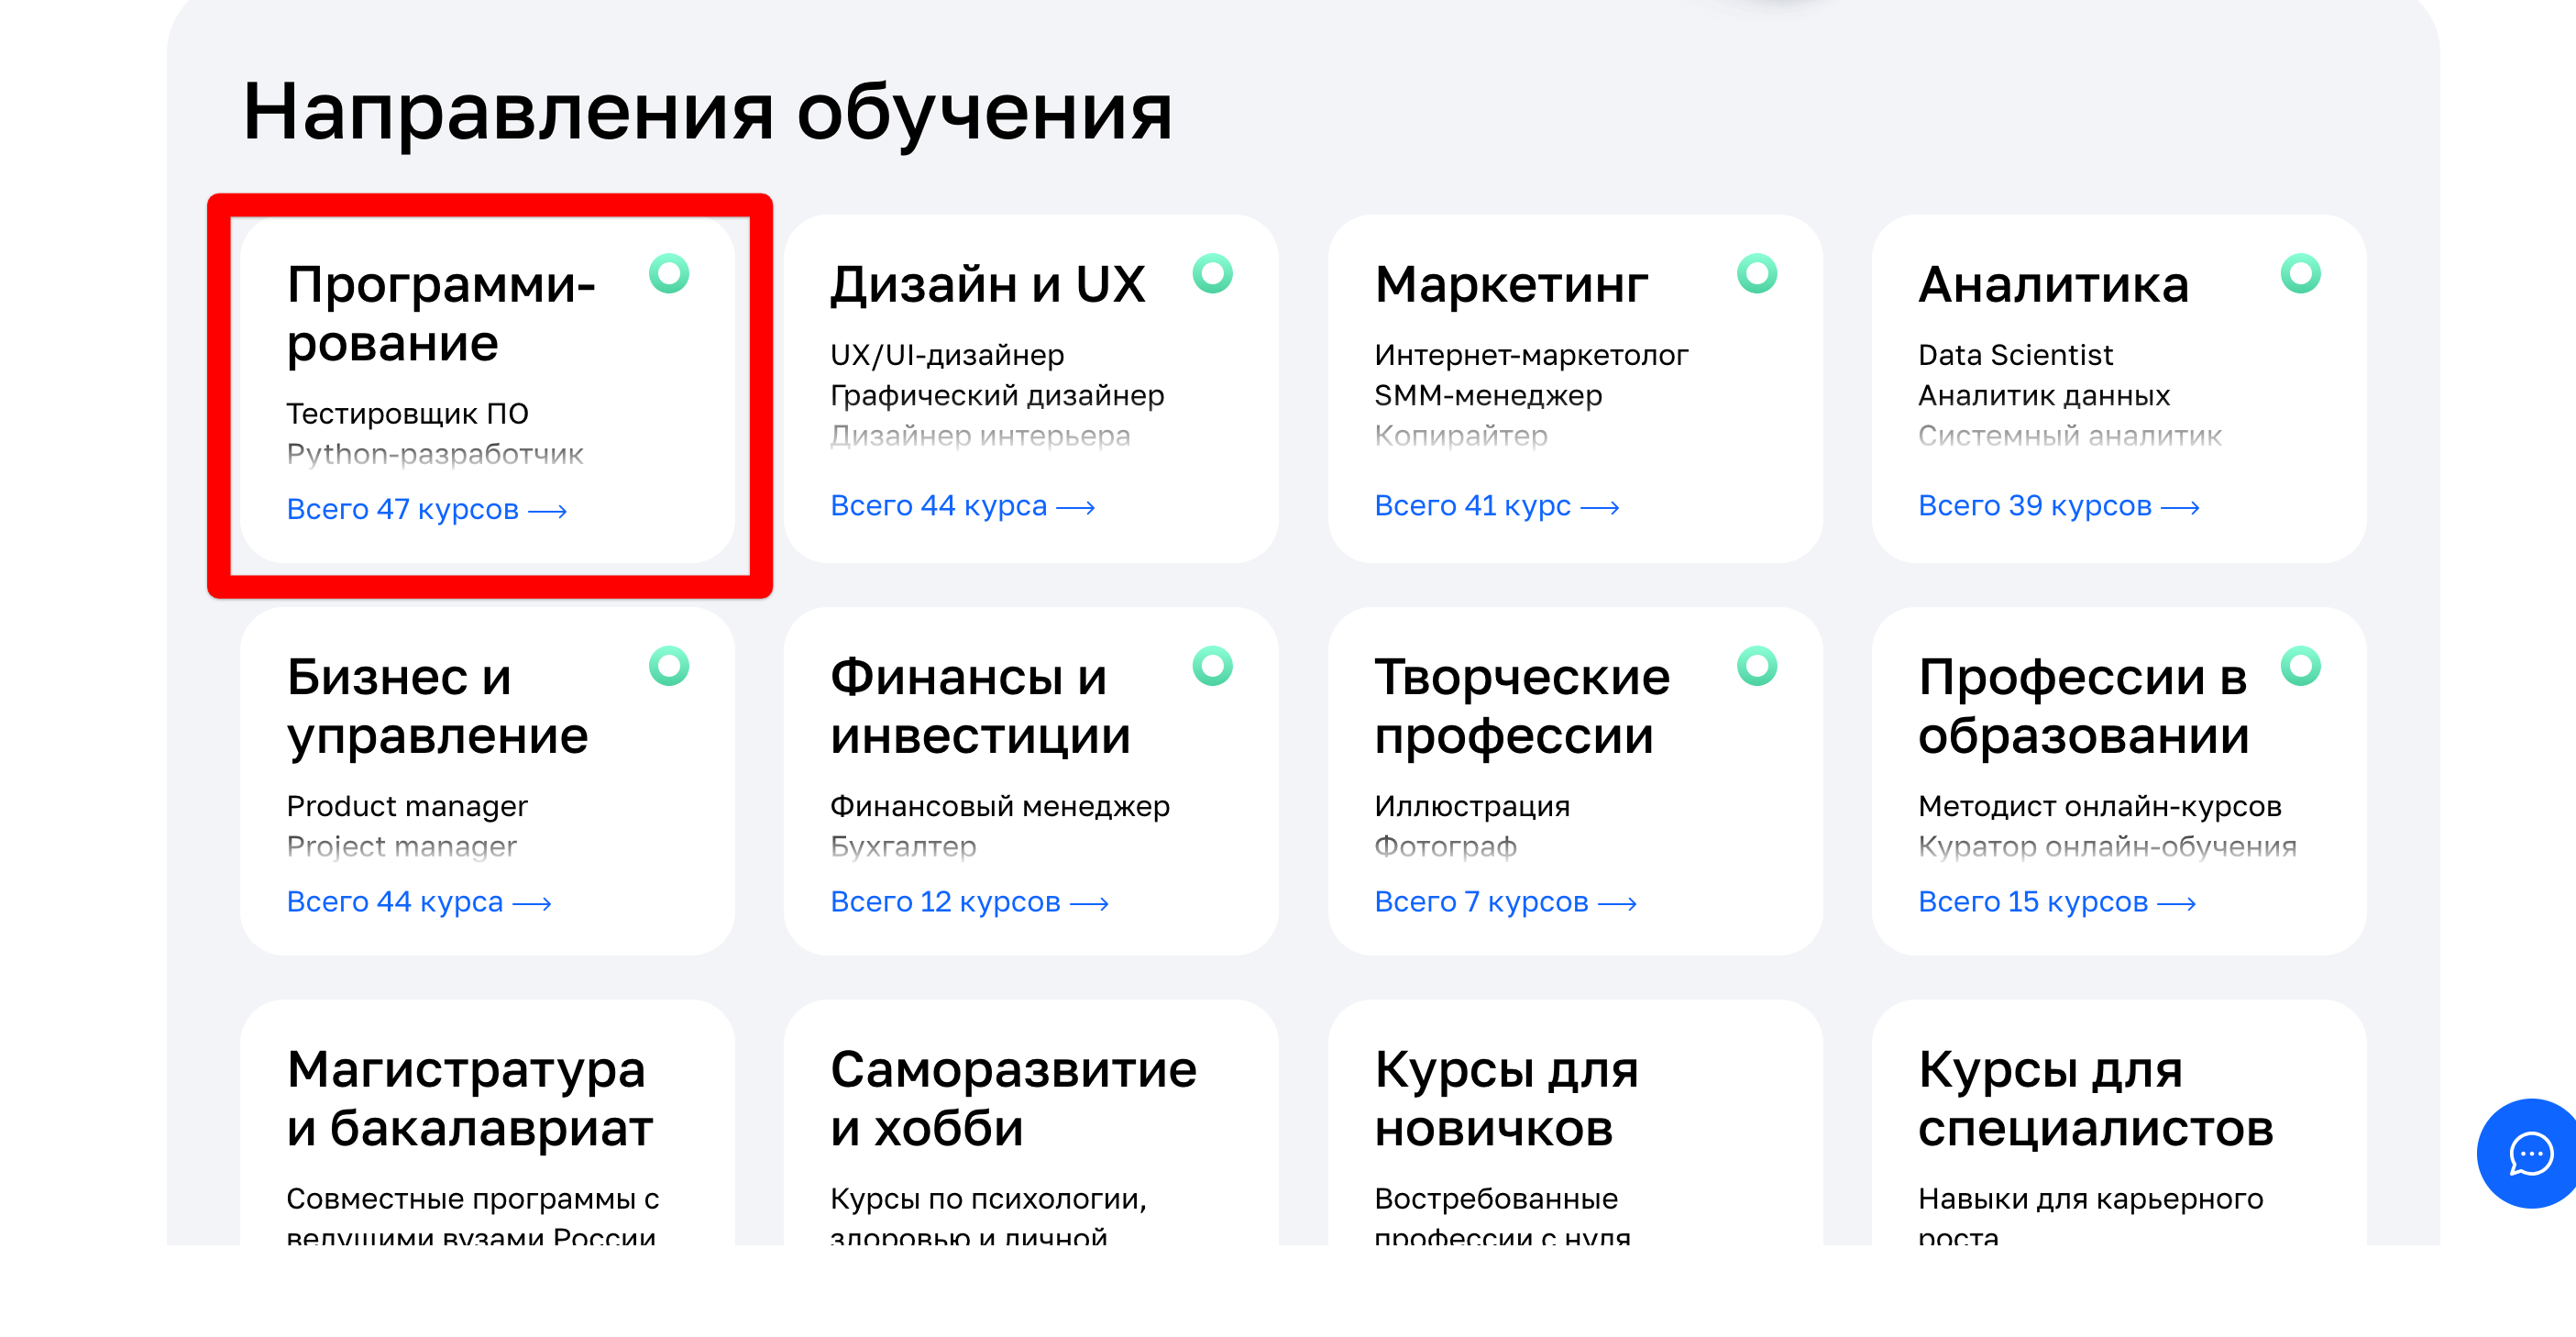 Направления обучения
Программи-
рование
Тестировщик ПО
Python-разработчик
Всего 47 курсов
Дизайн и UX
UX/UI-дизайнер
Графический дизайнер
Дизайнер интерьера
Всего 44 курса
Маркетинг
Интернет-маркетолог
SMM-менеджер
Копирайтер
Всего 41 курс
Аналитика
Data Scientist
Аналитик данных
Системный аналитик
Всего 39 курсов
Бизнес и
управление
Product manager
Project manager
Всего 44 курса
Финансы и
инвестиции
Финансовый менеджер
Бухгалтер
Всего 12 курсов
Творческие
профессии
Иллюстрация
Фотограф
Всего 7 курсов
Профессии в
образовании
Методист онлайн-курсов
Куратор онлайн-обучения
Всего 15 курсов
Магистратура
и бакалавриат
Совместные программы с
ведущими вузами России
Саморазвитие
и хобби
Курсы по психологии,
здоровью и личной
Курсы для
новичков
Востребованные
профессии с нуля
Курсы для
специалистов
Навыки для карьерного
роста